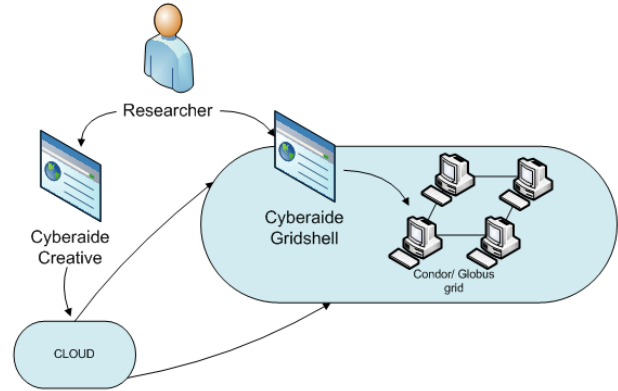 Researcher
Cyberaide
Creative
Cyberaide
Gridshell
Condor/ Globus
grid
CLOUD